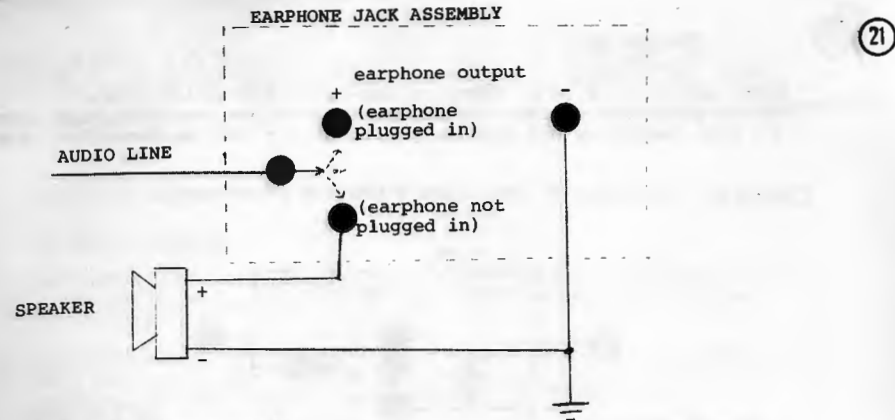 EARPHONE JACK ASSEMBLY
21
earphone output
+
-
(earphone
plugged in)
AUDIO LINE
(earphone not
plugged in)
+
SPEAKER
-